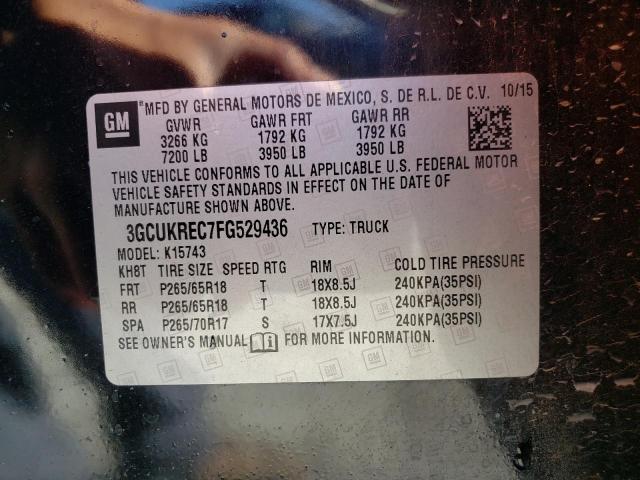 GM ® MFD BY GENERAL MOTORS DE MEXICO, S. DE R.L. DE C.V. 10/15
GVWR GAWR FRT GAWR RR
3266 KG 1792 KG 1792 KG
7200 LB 3950 LB 3950 LB
THIS VEHICLE CONFORMS TO ALL APPLICABLE U.S. FEDERAL MOTOR
VEHICLE SAFETY STANDARDS IN EFFECT ON THE DATE OF
MANUFACTURE SHOWN ABOVE.
3GCUKREC7FG529436 TYPE: TRUCK
MODEL: K15743
KH8T TIRE SIZE SPEED RTG RIM COLD TIRE PRESSURE
FRT P265/65R18 T 18X8.5J 240KPA(35PSI)
RR P265/65R18 T 18X8.5J 240KPA(35PSI)
SPA P265/70R17 S 17X7.5J 240KPA(35PSI)
SEE OWNER'S MANUAL FOR MORE INFORMATION.